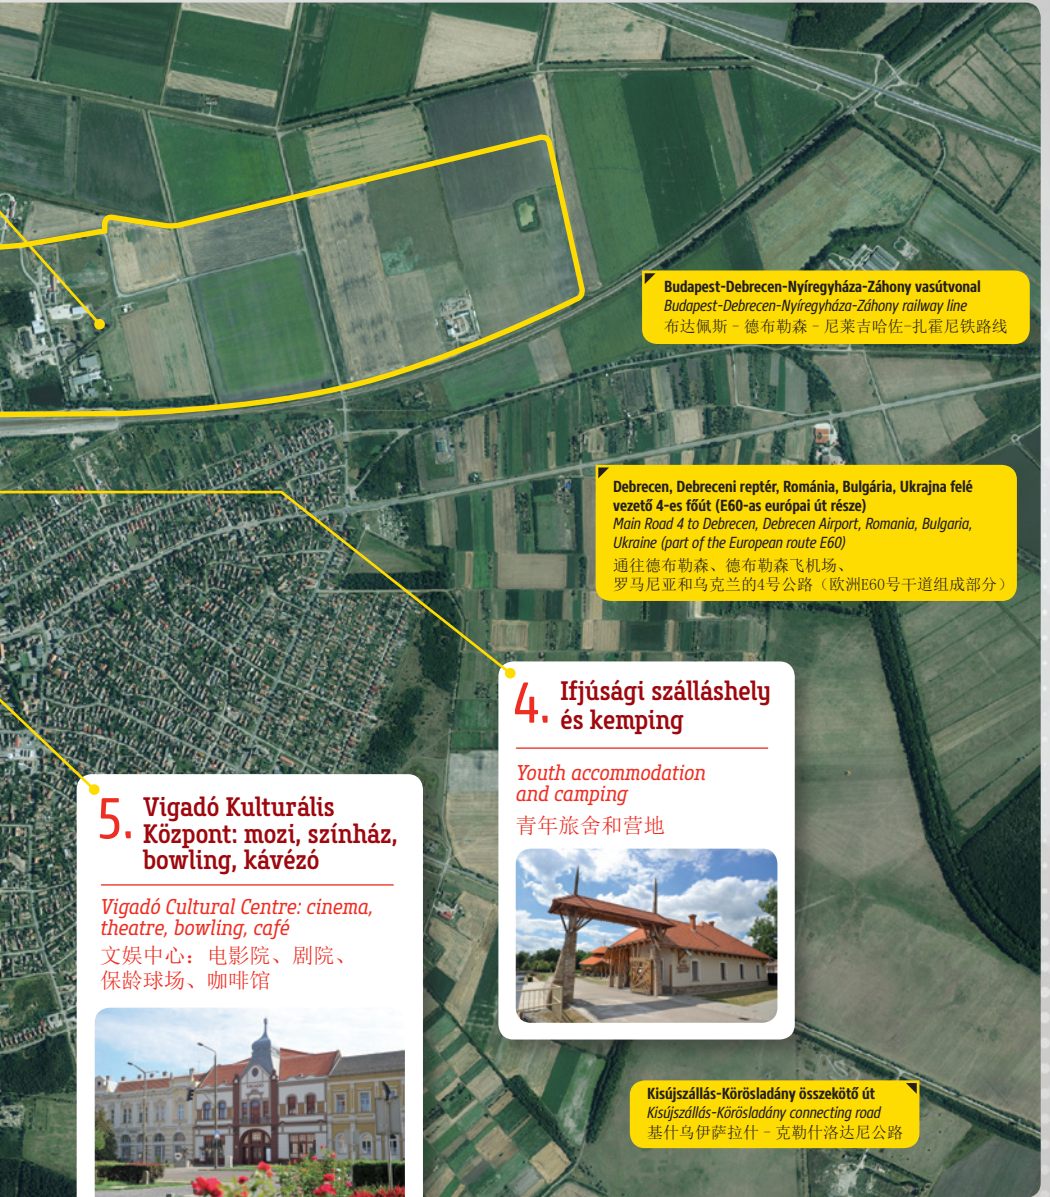 Budapest-Debrecen-Nyíregyháza-Záhony vasútvonal
Budapest-Debrecen-Nyíregyháza-Záhony railway line
布达佩斯 - 德布勒森 - 尼莱吉哈佐-扎霍尼铁路线
Debrecen, Debreceni reptér, Románia, Bulgária, Ukrajna felé
vezető 4-es főút (E60-as európai út része)
Main Road 4 to Debrecen, Debrecen Airport, Romania, Bulgaria,
Ukraine (part of the European route E60)
通往德布勒森、德布勒森飞机场、
罗马尼亚和乌克兰的4号公路（欧洲E60号干道组成部分）
4. Ifjúsági szálláshely
és kemping
Youth accommodation
and camping
青年旅舍和营地
5. Vigadó Kulturális
Központ: mozi, színház,
bowling, kávézó
Vigadó Cultural Centre: cinema,
theatre, bowling, café
文娱中心：电影院、剧院、
保龄球场、咖啡馆
Kisújszállás-Körösladány összekötő út
Kisújszállás-Körösladány connecting road
基什乌伊萨拉什 - 克勒什洛达尼公路